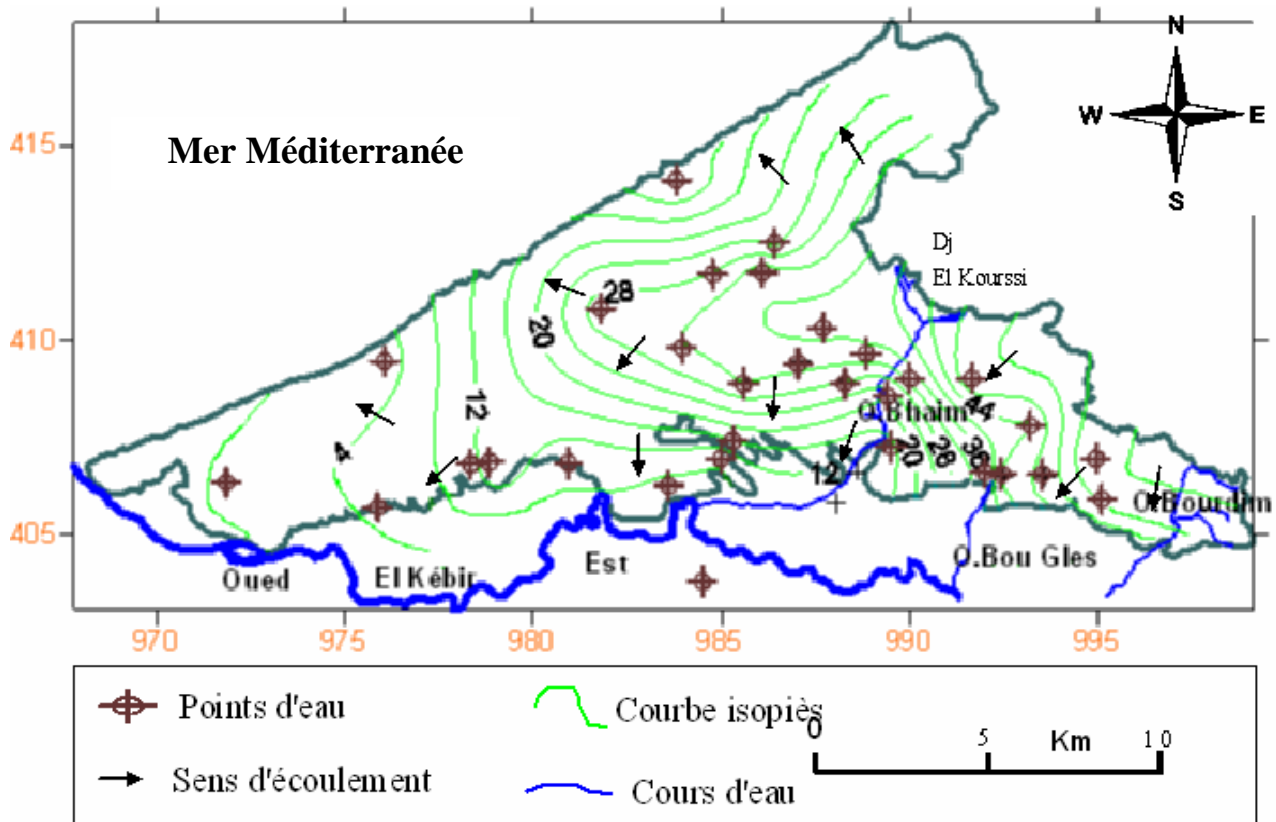 N
W E
S
415
Mer Méditerranée
Dj
El Kourssi
28
410
20
O.Bhaim
44
12
20
26
36
4
12
O.Bourdim
405
Oued
El Kébir
Est
O.Bou Gles
970 975 980 985 990 995
Points d'eau
Courbe isopiès
0 5 10
Km
Sens d'écoulement
Cours d'eau